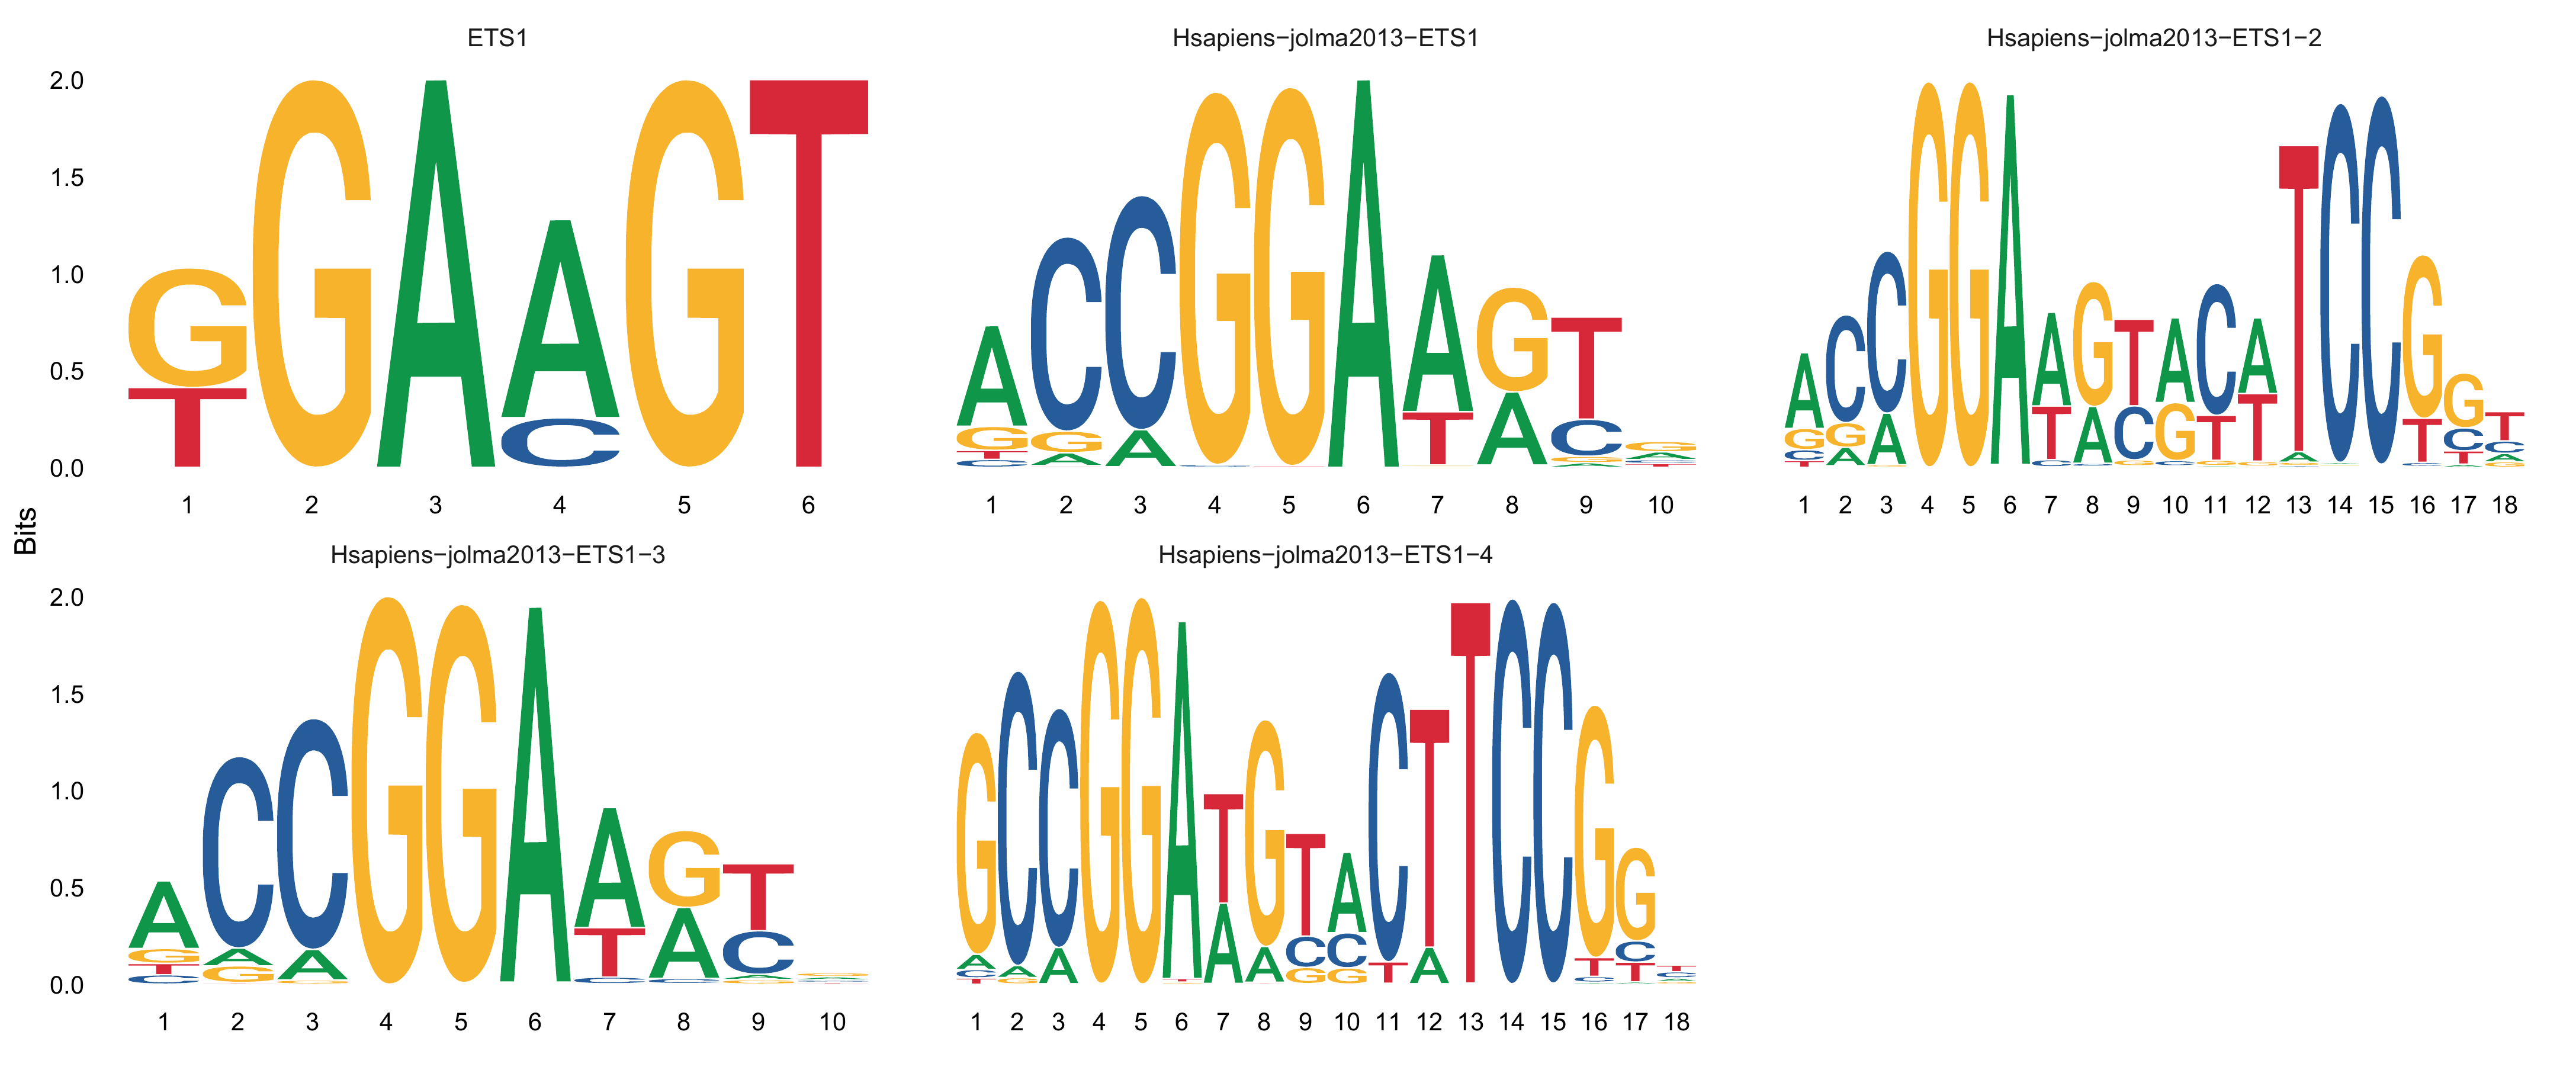 ETS1 Hsapiens−jolma2013−ETS1 Hsapiens−jolma2013−ETS1−2
2.0
1.5
1.0
0.5
0.0
1 2 3 4 5 6 1 2 3 4 5 6 7 8 9 10 1 2 3 4 5 6 7 8 9 10 11 12 13 14 15 16 17 18
Bits
Hsapiens−jolma2013−ETS1−3 Hsapiens−jolma2013−ETS1−4
2.0
1.5
1.0
0.5
0.0
1 2 3 4 5 6 7 8 9 10 1 2 3 4 5 6 7 8 9 10 11 12 13 14 15 16 17 18